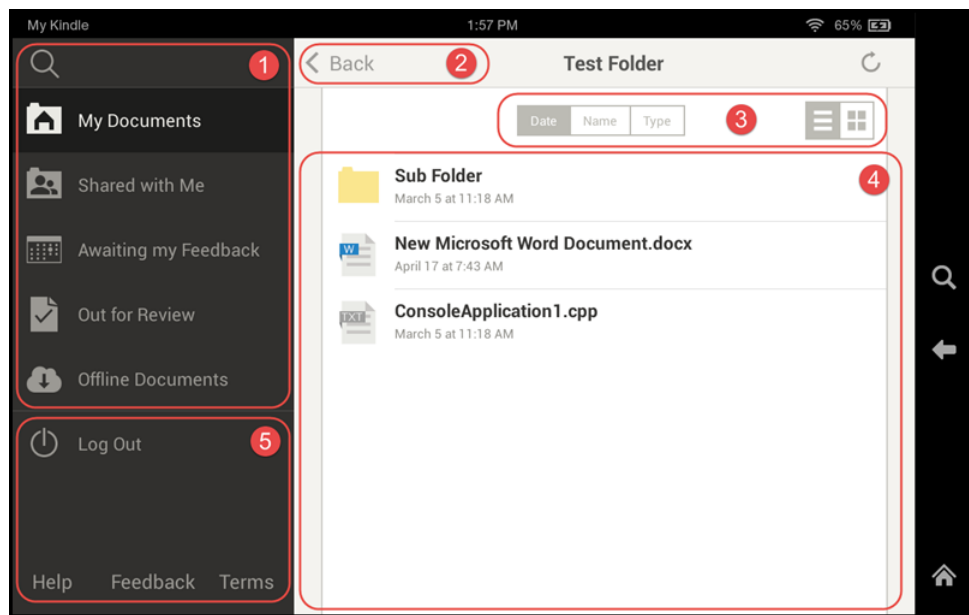 My Kindle 1:57 PM 65%
1
2
Back
Test Folder
My Documents
Date Name Type
3
Shared with Me
Sub Folder
March 5 at 11:18 AM
4
Awaiting my Feedback
W
New Microsoft Word Document.docx
April 17 at 7:43 AM
Out for Review
TXT
ConsoleApplication1.cpp
March 5 at 11:18 AM
Offline Documents
Log Out
5
Help Feedback Terms